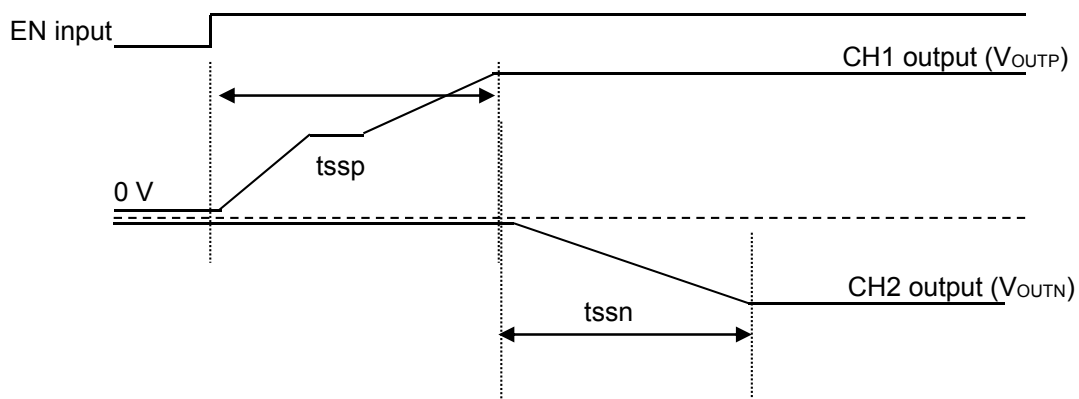 EN input
CH1 output (VOUTP)
tssp
0 V
CH2 output (VOUTN)
tssn